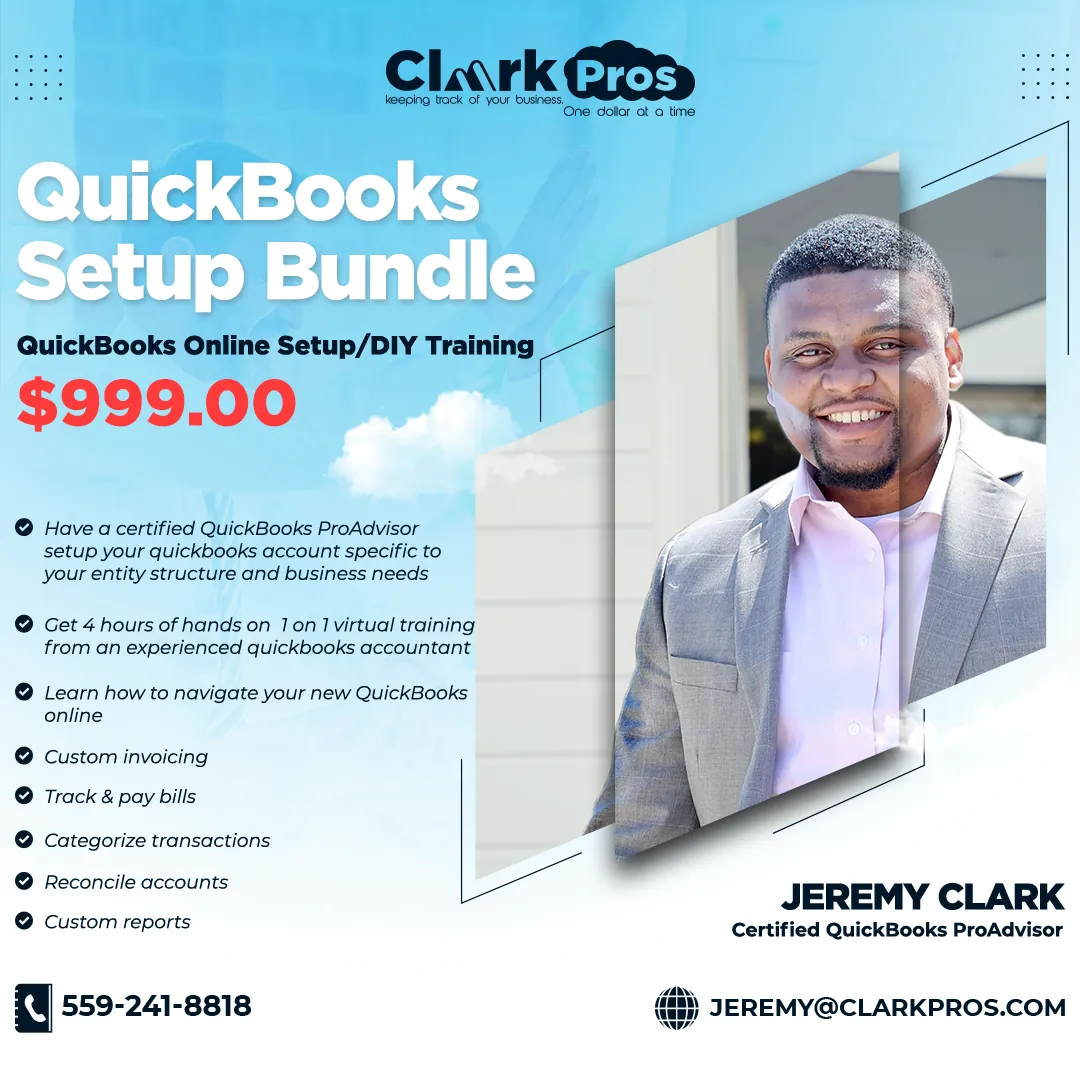 Clark Pros
keeping track of your business.
One dollar at a time
QuickBooks
Setup Bundle
QuickBooks Online Setup/DIY Training
$999.00
Have a certified QuickBooks ProAdvisor
setup your quickbooks account specific to
your entity structure and business needs
Get 4 hours of hands on 1 on 1 virtual training
from an experienced quickbooks accountant
Learn how to navigate your new QuickBooks
online
Custom invoicing
Track & pay bills
Categorize transactions
Reconcile accounts
Custom reports
JEREMY CLARK
Certified QuickBooks ProAdvisor
559-241-8818
JEREMY@CLARKPROS.COM